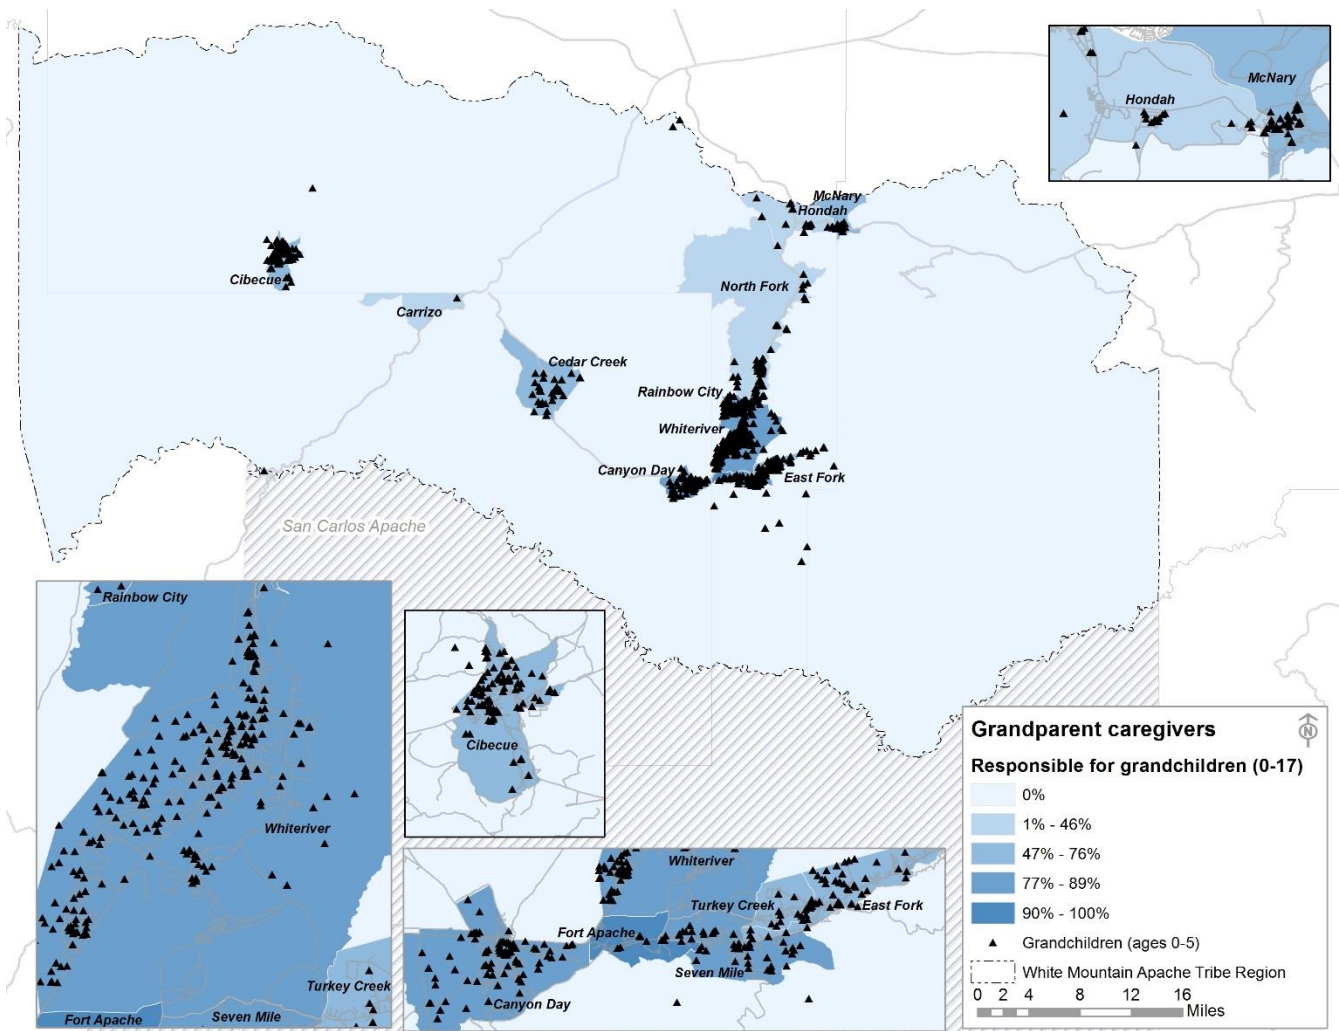 McNary
Hondah
McNary
Hondah
Cibecue
North Fork
Carrizo
Cedar Creek
Rainbow City
Whiteriver
Canyon Day
East Fork
San Carlos Apache
Rainbow City
Whiteriver
Turkey Creek
Fort Apache
Seven Mile
Cibecue
Whiteriver
Turkey Creek
East Fork
Fort Apache
Seven Mile
Canyon Day
Grandparent caregivers
N
Responsible for grandchildren (0-17)
0%
1% - 46%
47% - 76%
77% - 89%
90% - 100%
Grandchildren (ages 0-5)
White Mountain Apache Tribe Region
0 2 4 8 12 16
Miles